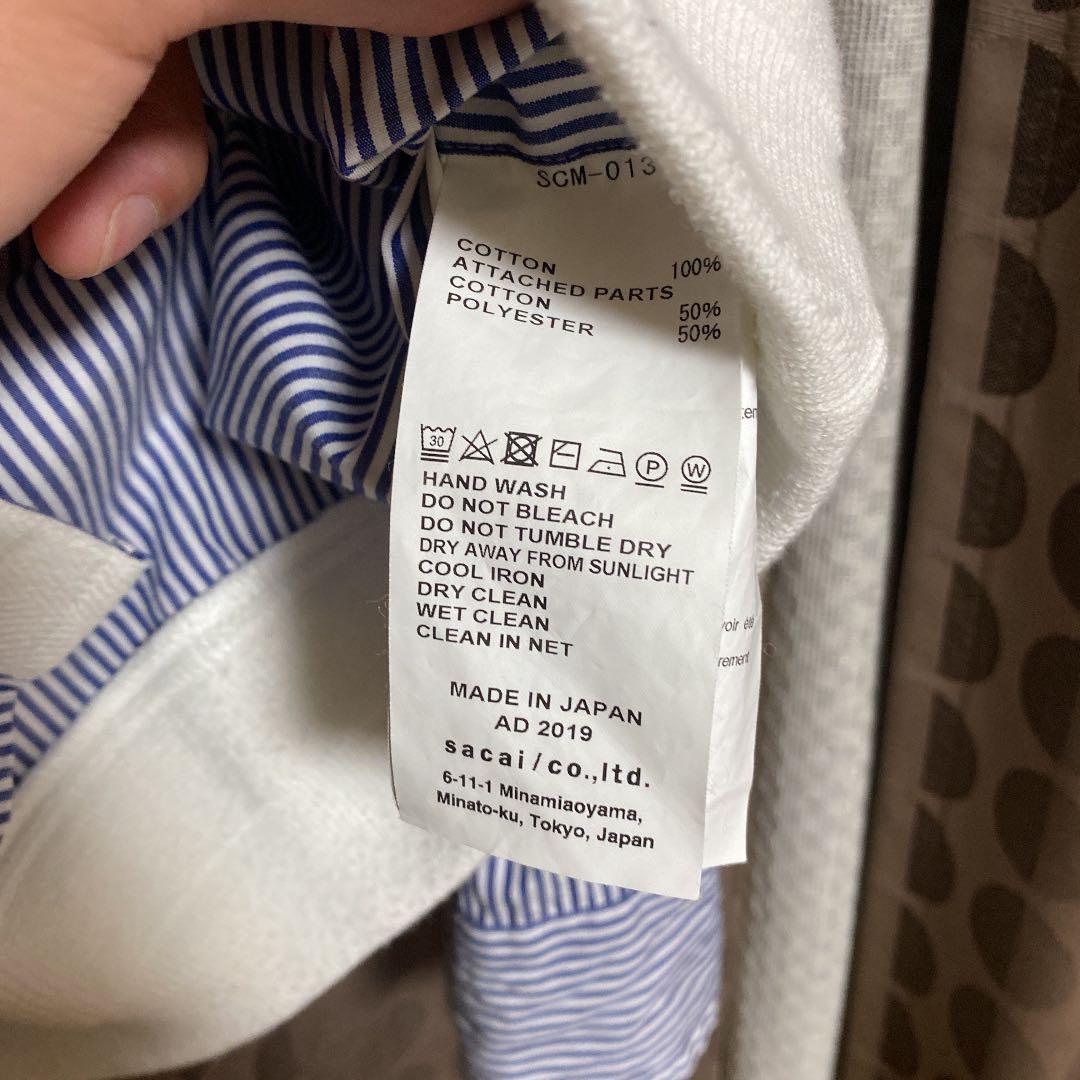 SCM-013
COTTON 100%
ATTACHED PARTS
COTTON 50%
POLYESTER 50%
30 P W
HAND WASH
DO NOT BLEACH
DO NOT TUMBLE DRY
DRY AWAY FROM SUNLIGHT
COOL IRON
DRY CLEAN
WET CLEAN
CLEAN IN NET
MADE IN JAPAN
AD 2019
sacai/co.,ltd.
6-11-1 Minamiaoyama,
Minato-ku, Tokyo, Japan
été